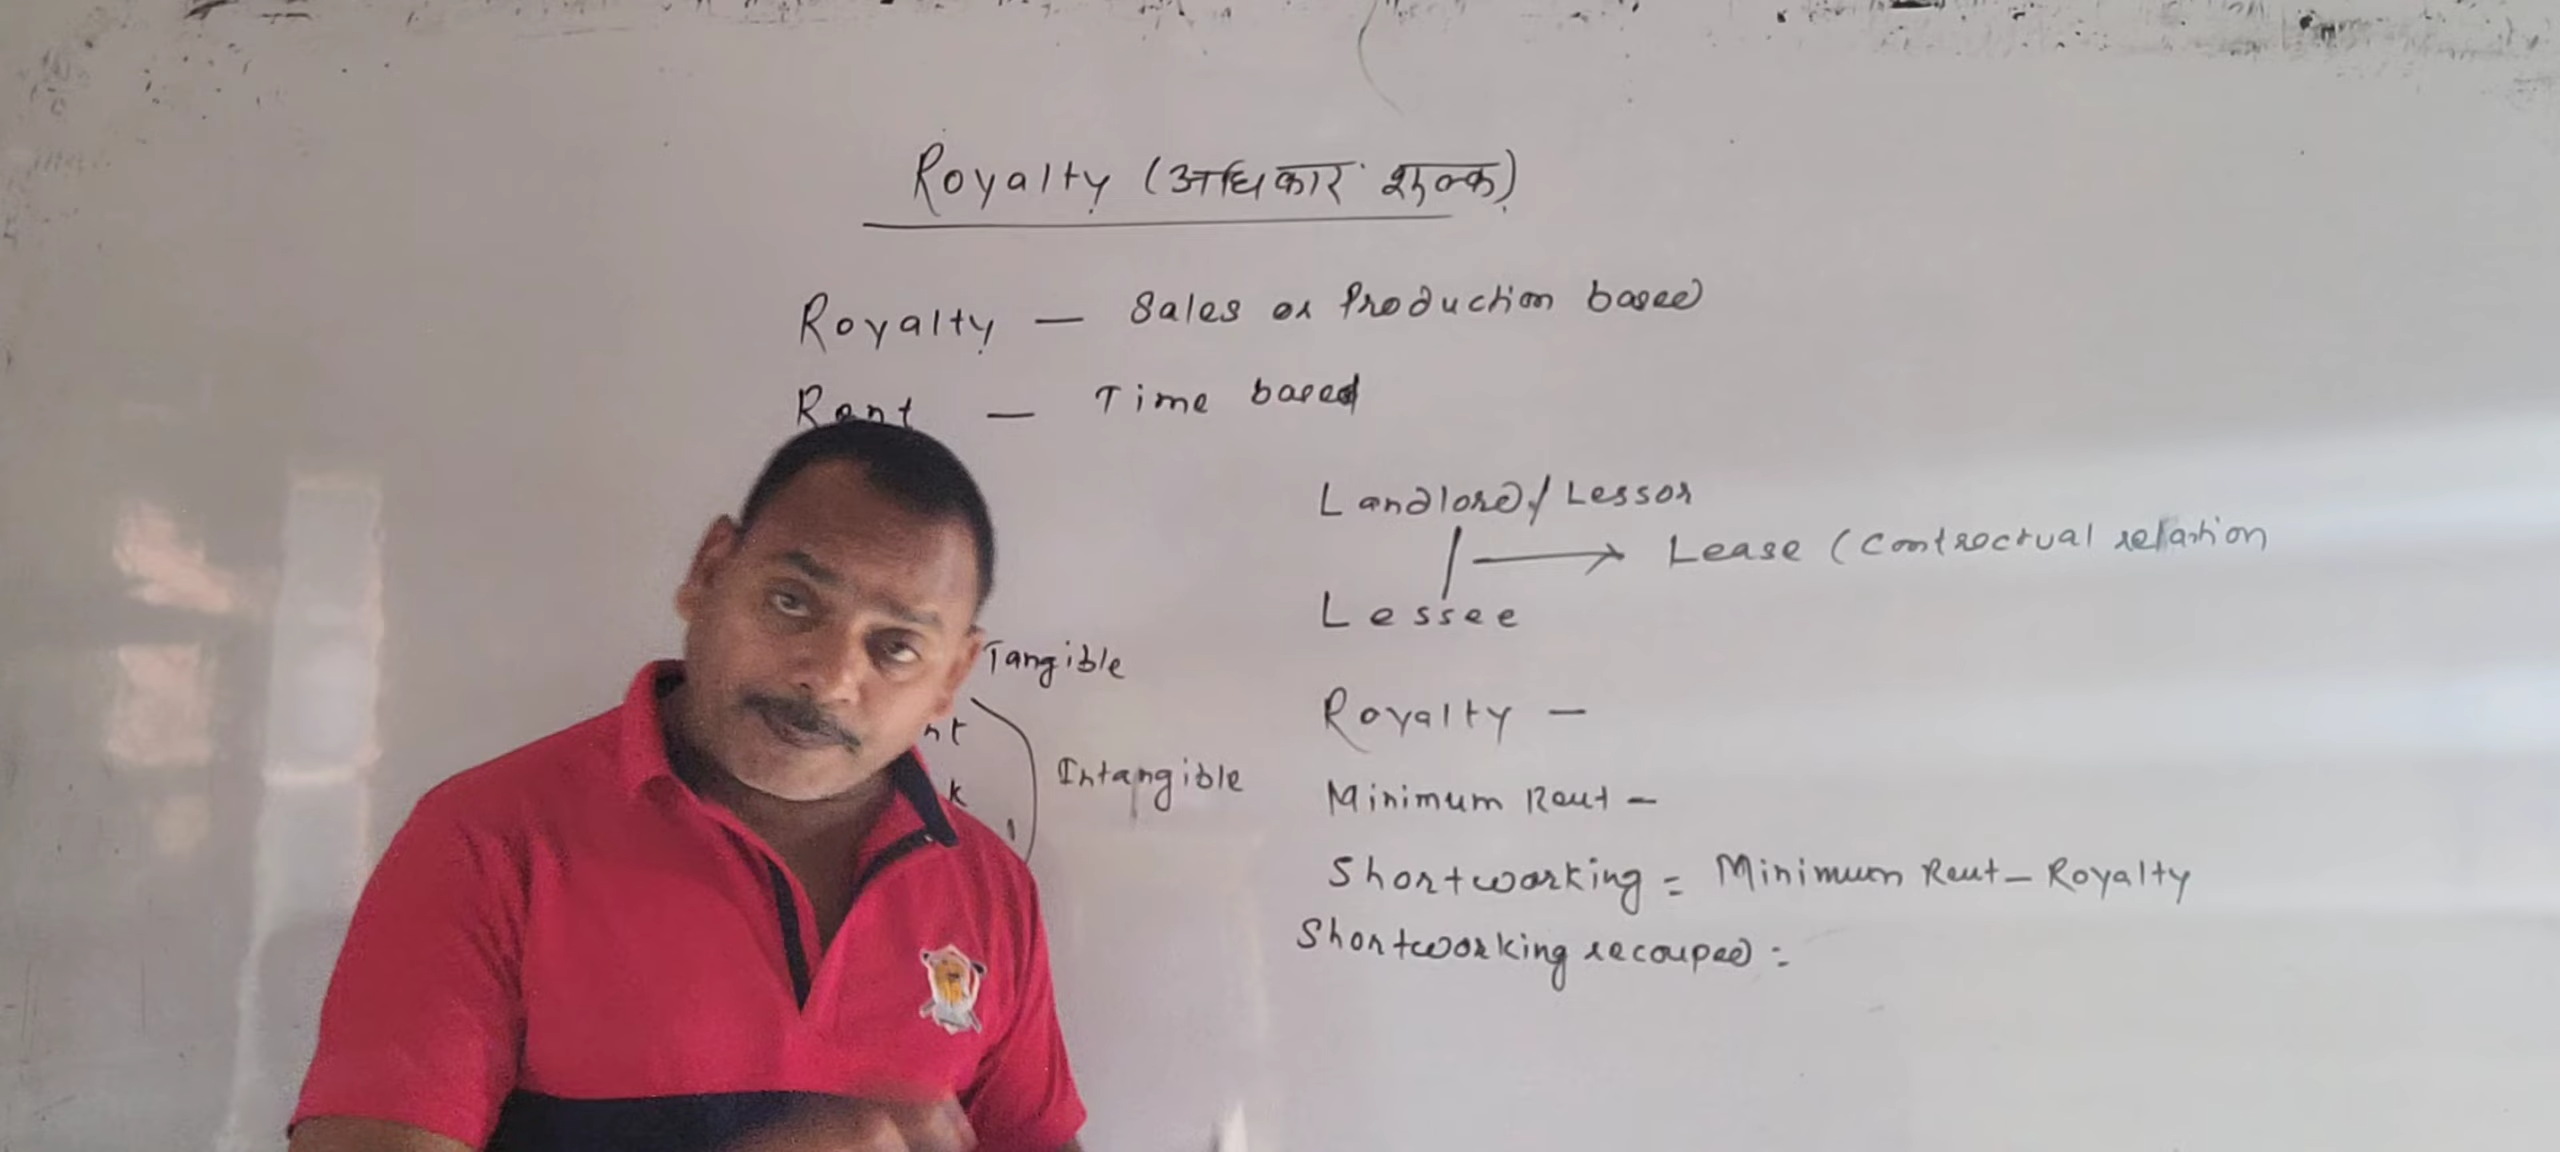 Royalty (अधिकार शुल्क)
Royalty — Sales or Production based
Rent — Time based
Landlord/Lessor
Lease (Contractual relation
Lessee
Tangible
Intangible
Royalty —
Minimum Rent —
Shortworking = Minimum Rent — Royalty
Shortworking recouped =